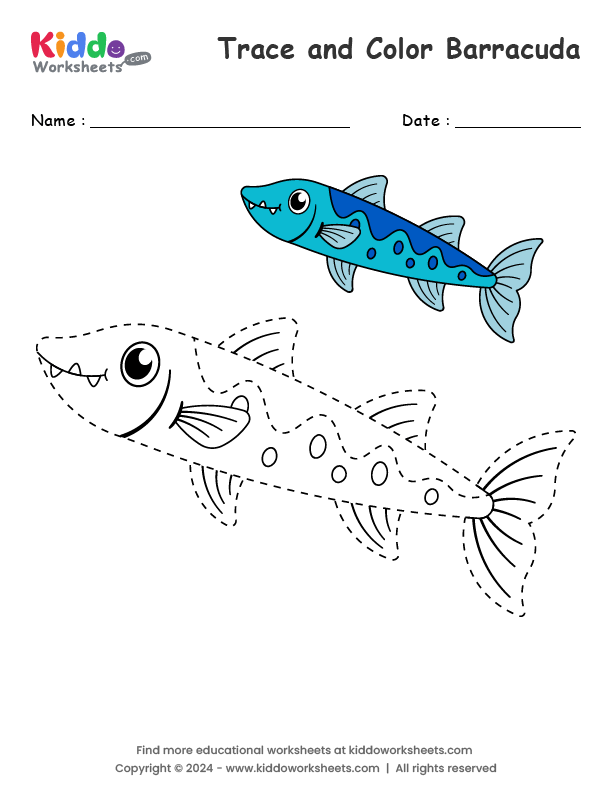 Kiddo
Worksheets.com
Trace and Color Barracuda
Name : Date :
Find more educational worksheets at kiddoworksheets.com
Copyright © 2024 - www.kiddoworksheets.com | All rights reserved